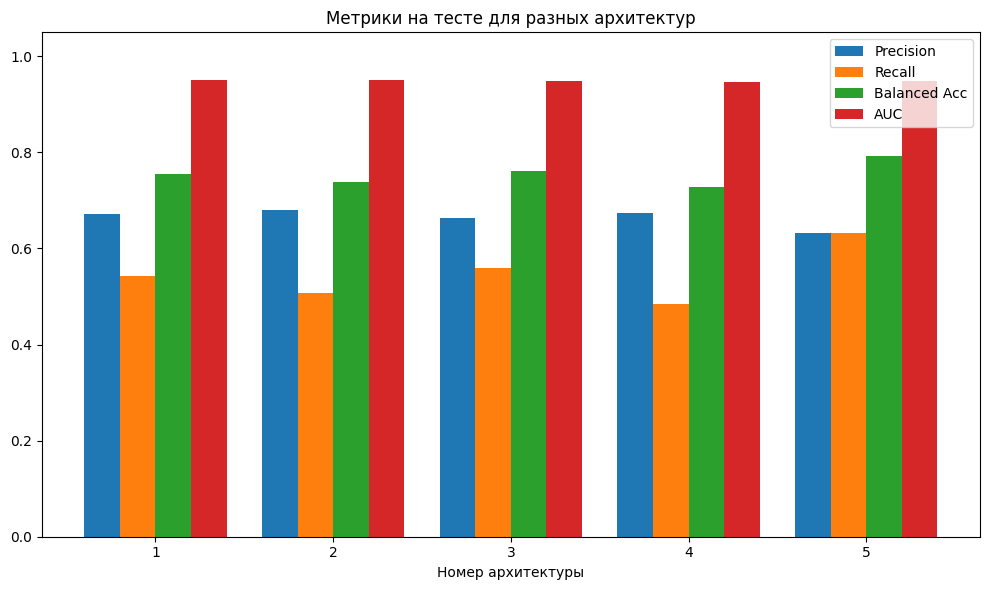 Метрики на тесте для разных архитектур
Precision
Recall
Balanced Acc
AUC
1.0
0.8
0.6
0.4
0.2
0.0
1 2 3 4 5
Номер архитектуры